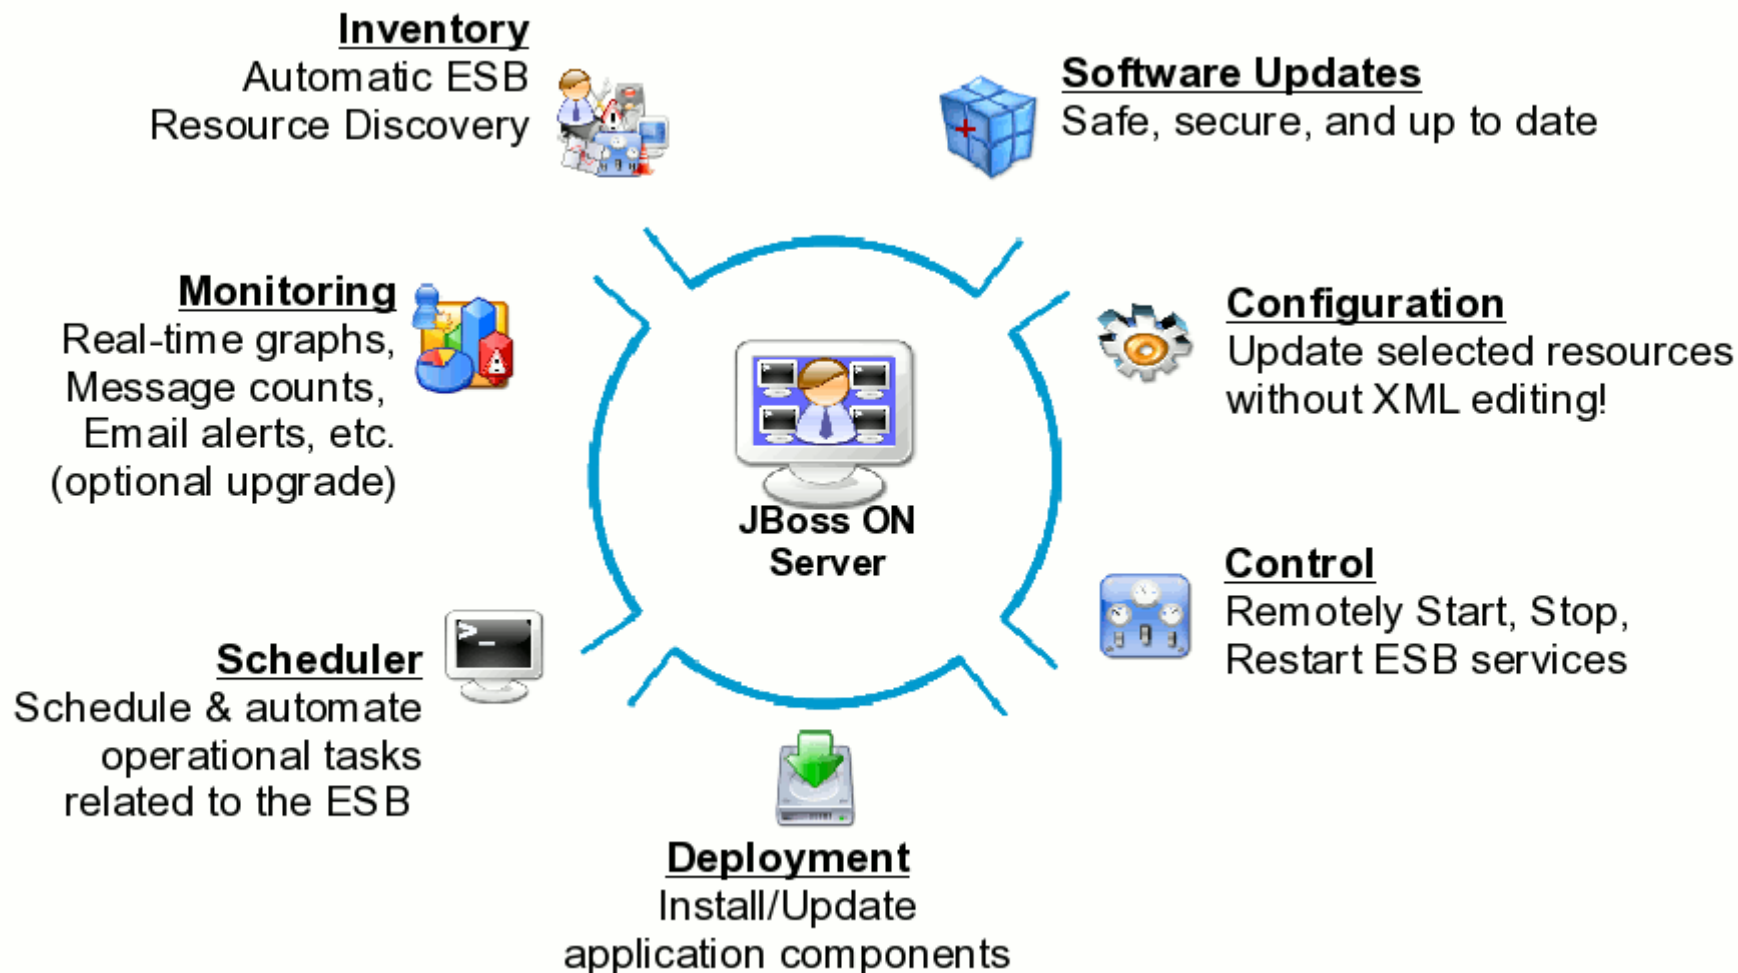 Inventory
Automatic ESB
Resource Discovery
Software Updates
Safe, secure, and up to date
Monitoring
Real-time graphs,
Message counts,
Email alerts, etc.
(optional upgrade)
Configuration
Update selected resources
without XML editing!
JBoss ON
Server
Control
Remotely Start, Stop,
Restart ESB services
>_
Scheduler
Schedule & automate
operational tasks
related to the ESB
Deployment
Install/Update
application components